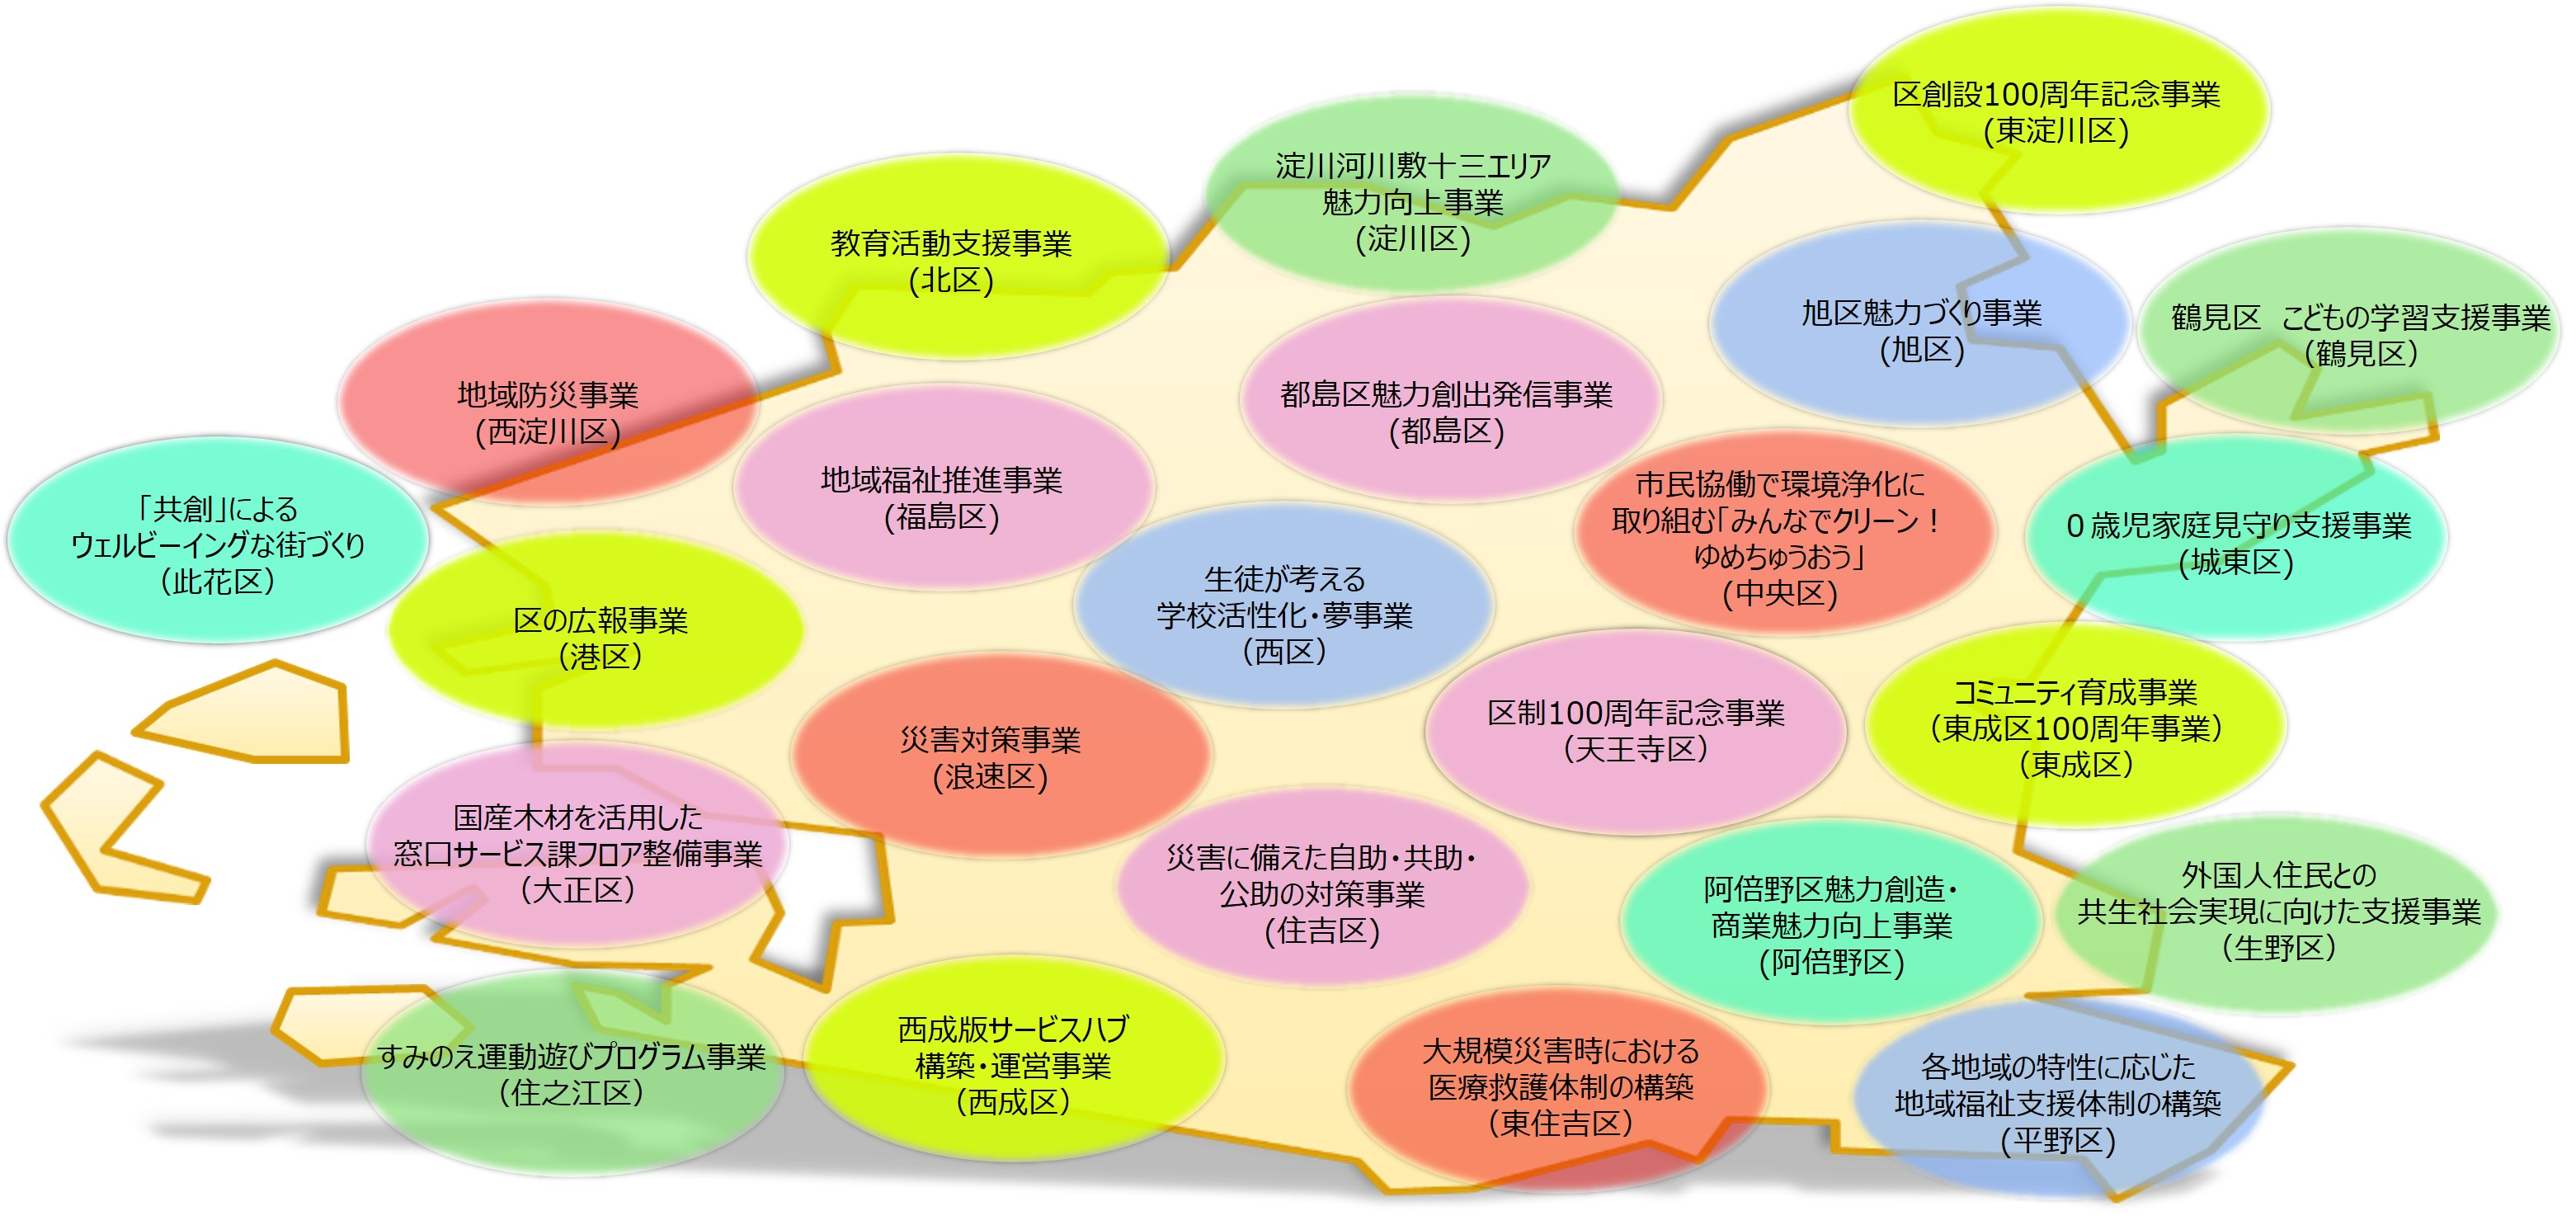 区創設100周年記念事業
(東淀川区)
淀川河川敷十三エリア
魅力向上事業
(淀川区)
教育活動支援事業
(北区)
旭区魅力づくり事業
(旭区)
鶴見区　こどもの学習支援事業
（鶴見区）
地域防災事業
(西淀川区)
都島区魅力創出発信事業
(都島区)
地域福祉推進事業
(福島区)
市民協働で環境浄化に
取り組む「みんなでクリーン！
ゆめちゅうおう」
(中央区)
「共創」による
ウェルビーイングな街づくり
（此花区）
０歳児家庭見守り支援事業
(城東区)
生徒が考える
学校活性化・夢事業
（西区）
区の広報事業
（港区）
区制100周年記念事業
（天王寺区）
コミュニティ育成事業
（東成区100周年事業）
（東成区）
災害対策事業
(浪速区)
国産木材を活用した
窓口サービス課フロア整備事業
（大正区）
災害に備えた自助・共助・
公助の対策事業
(住吉区)
阿倍野区魅力創造・
商業魅力向上事業
(阿倍野区)
外国人住民との
共生社会実現に向けた支援事業
（生野区）
すみのえ運動遊びプログラム事業
（住之江区）
西成版サービスハブ
構築・運営事業
（西成区）
大規模災害時における
医療救護体制の構築
（東住吉区）
各地域の特性に応じた
地域福祉支援体制の構築
(平野区)